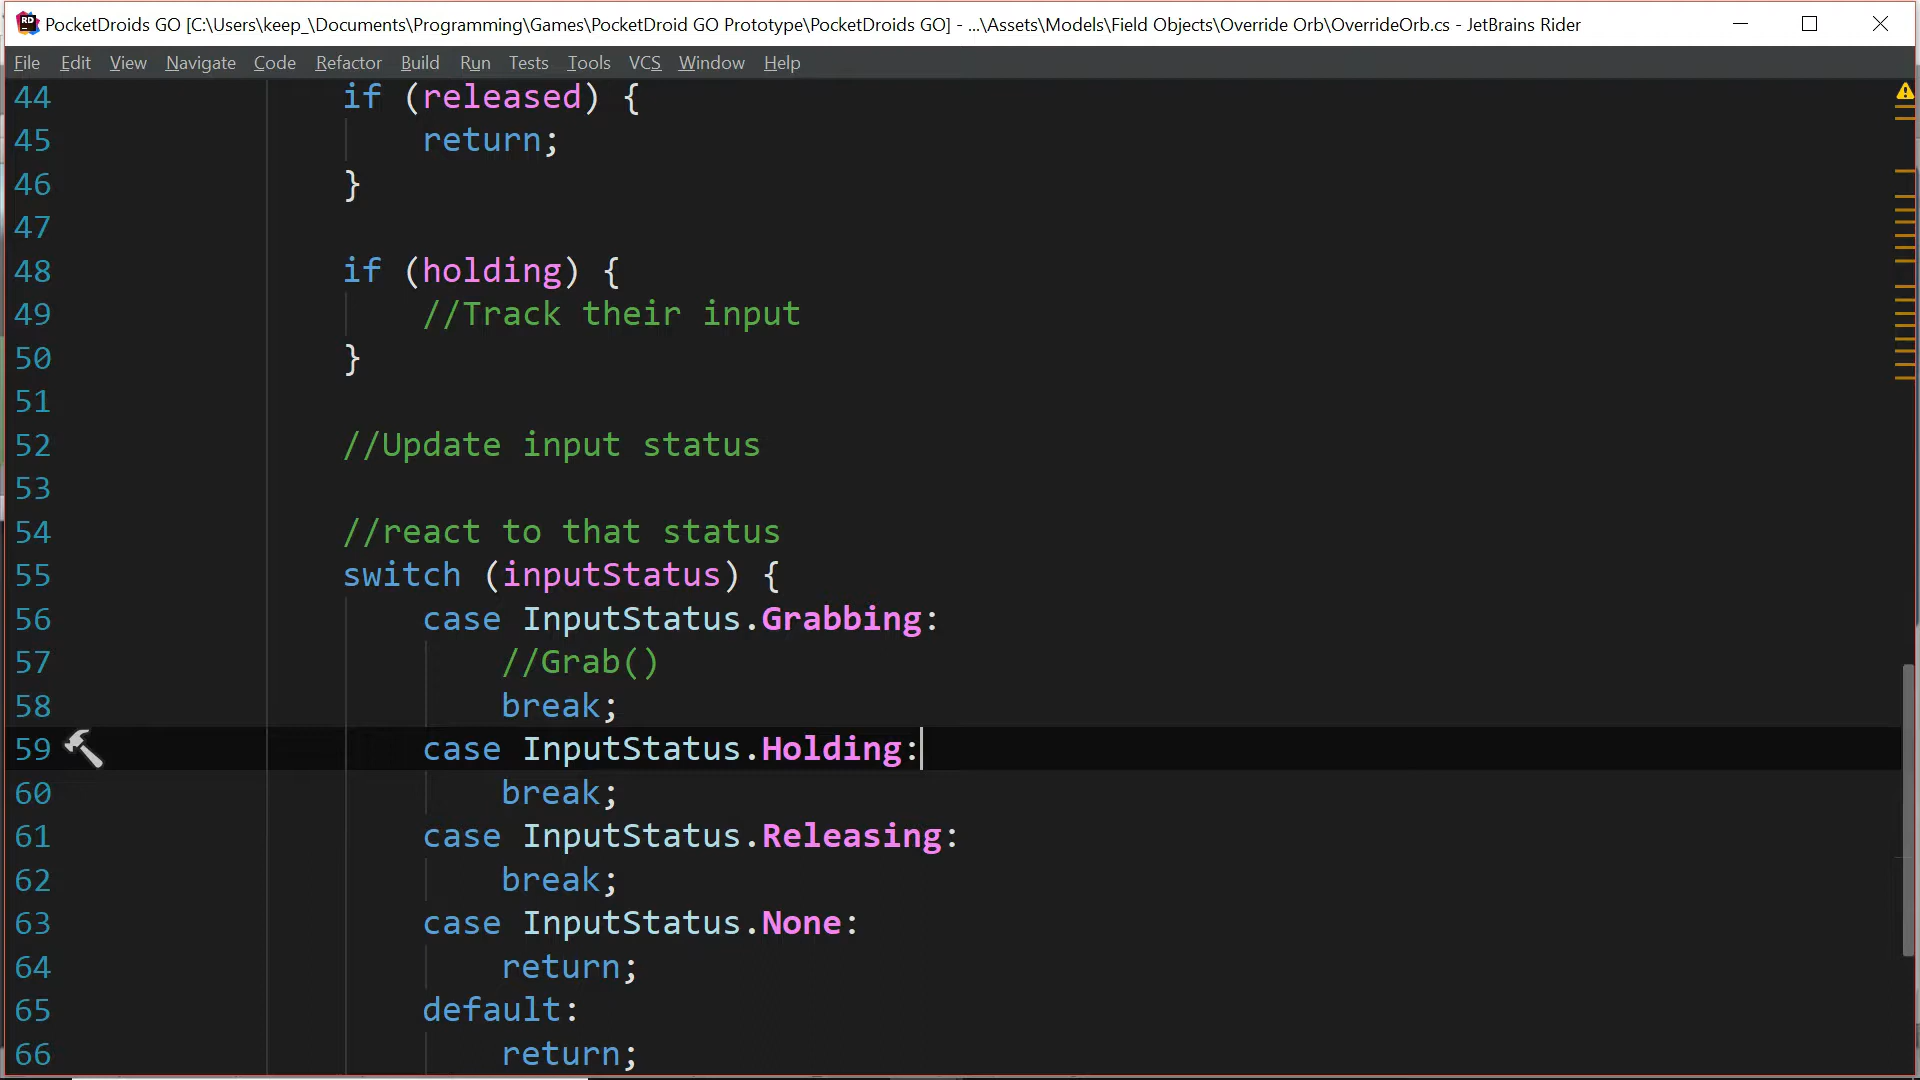 PocketDroids GO [C:\Users\keep_\Documents\Programming\Games\PocketDroid GO Prototype\PocketDroids GO] - ...\Assets\Models\Field Objects\Override Orb\OverrideOrb.cs - JetBrains Rider
File Edit View Navigate Code Refactor Build Run Tests Tools VCS Window Help
44 if (released) {
45 return;
46 }
47
48 if (holding) {
49 //Track their input
50 }
51
52 //Update input status
53
54 //react to that status
55 switch (inputStatus) {
56 case InputStatus.Grabbing:
57 //Grab()
58 break;
59 case InputStatus.Holding:
60 break;
61 case InputStatus.Releasing:
62 break;
63 case InputStatus.None:
64 return;
65 default:
66 return;